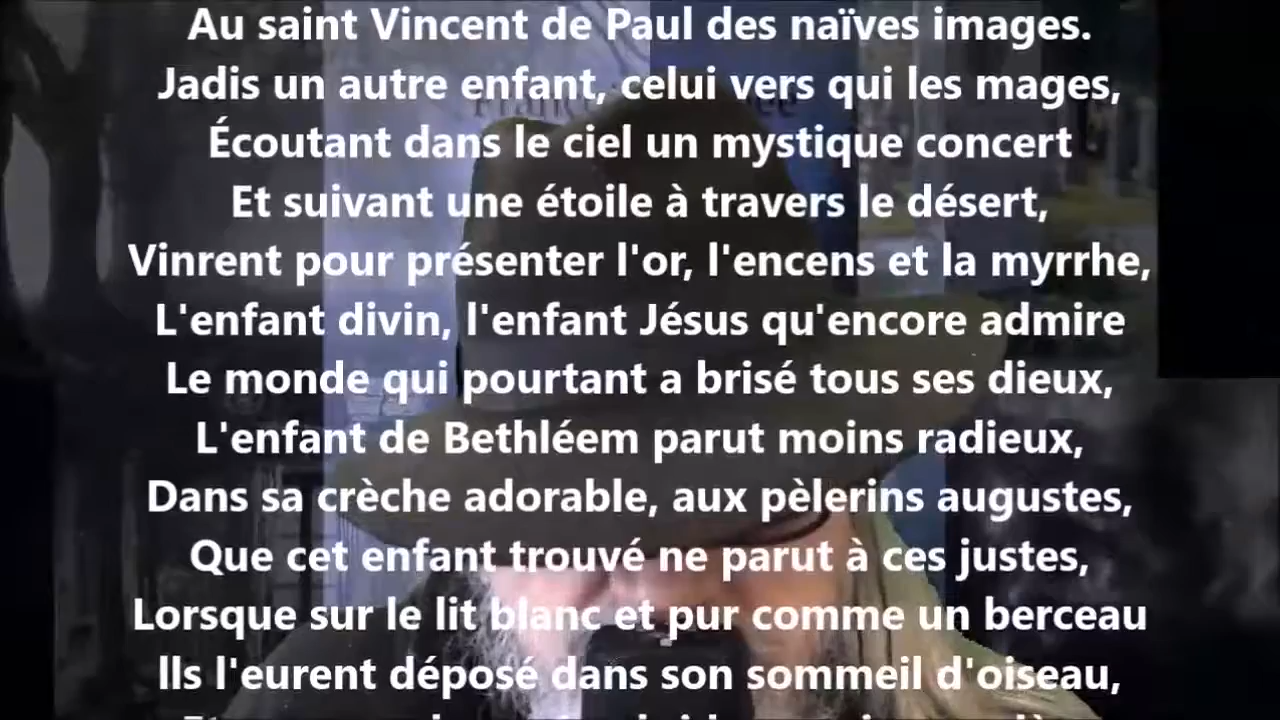 Au saint Vincent de Paul des naïves images.
Jadis un autre enfant, celui vers qui les mages,
Écoutant dans le ciel un mystique concert
Et suivant une étoile à travers le désert,
Vinrent pour présenter l'or, l'encens et la myrrhe,
L'enfant divin, l'enfant Jésus qu'encore admire
Le monde qui pourtant a brisé tous ses dieux,
L'enfant de Bethléem parut moins radieux,
Dans sa crèche adorable, aux pèlerins augustes,
Que cet enfant trouvé ne parut à ces justes,
Lorsque sur le lit blanc et pur comme un berceau
lls l'eurent déposé dans son sommeil d'oiseau,